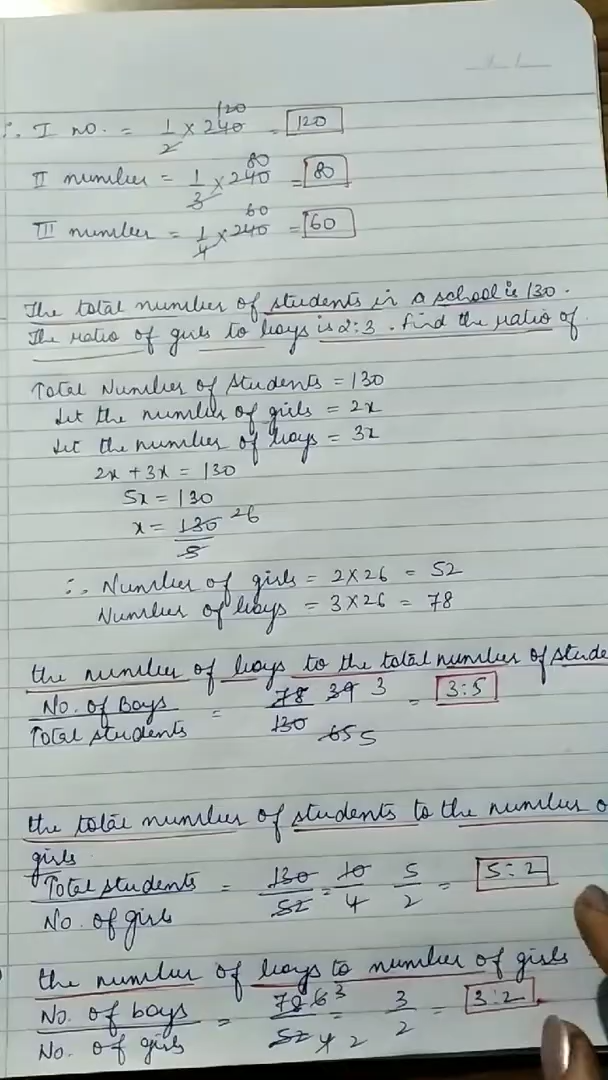 ∴ I no. = 1/2 × 240 120 = 120
II number = 1/3 × 240 80 = 80
III number = 1/4 × 240 60 = 60
The total number of students in a school is 130.
The ratio of girls to boys is 2:3. find the ratio of
Total Number of Students = 130
Let the number of girls = 2x
Let the number of boys = 3x
2x + 3x = 130
5x = 130
x = 130/5 26
∴ Number of girls = 2×26 = 52
Number of boys = 3×26 = 78
the number of boys to the total number of stude
No. of Boys = 78 39 3 = 3:5
Total students 130 65 5
the total number of students to the number o
girls
Total students = 130/52 = 10/4 5/2 = 5:2
No. of girls
the number of boys to number of girls
No. of boys = 78 6 3 = 3/2 = 3:2
No. of girls 52 4 2